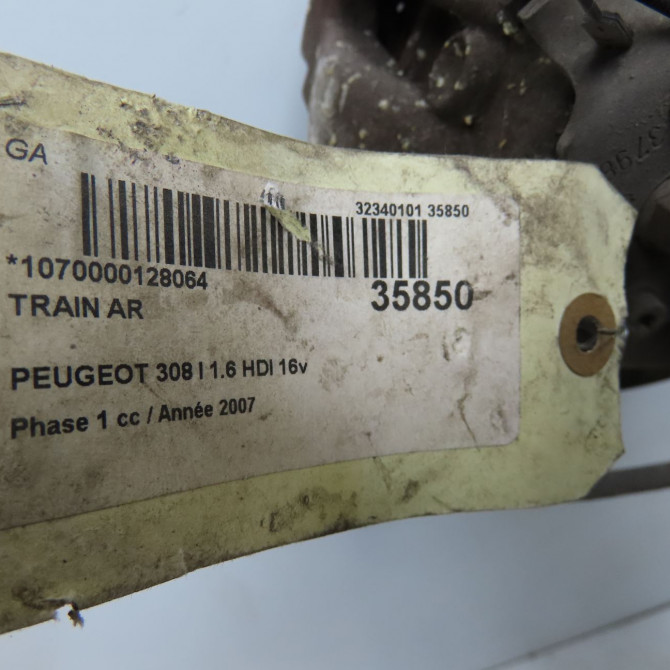 GA
32340101 35850
*1070000128064
35850
TRAIN AR
PEUGEOT 308 I 1.6 HDI 16v
Phase 1 cc / Année 2007